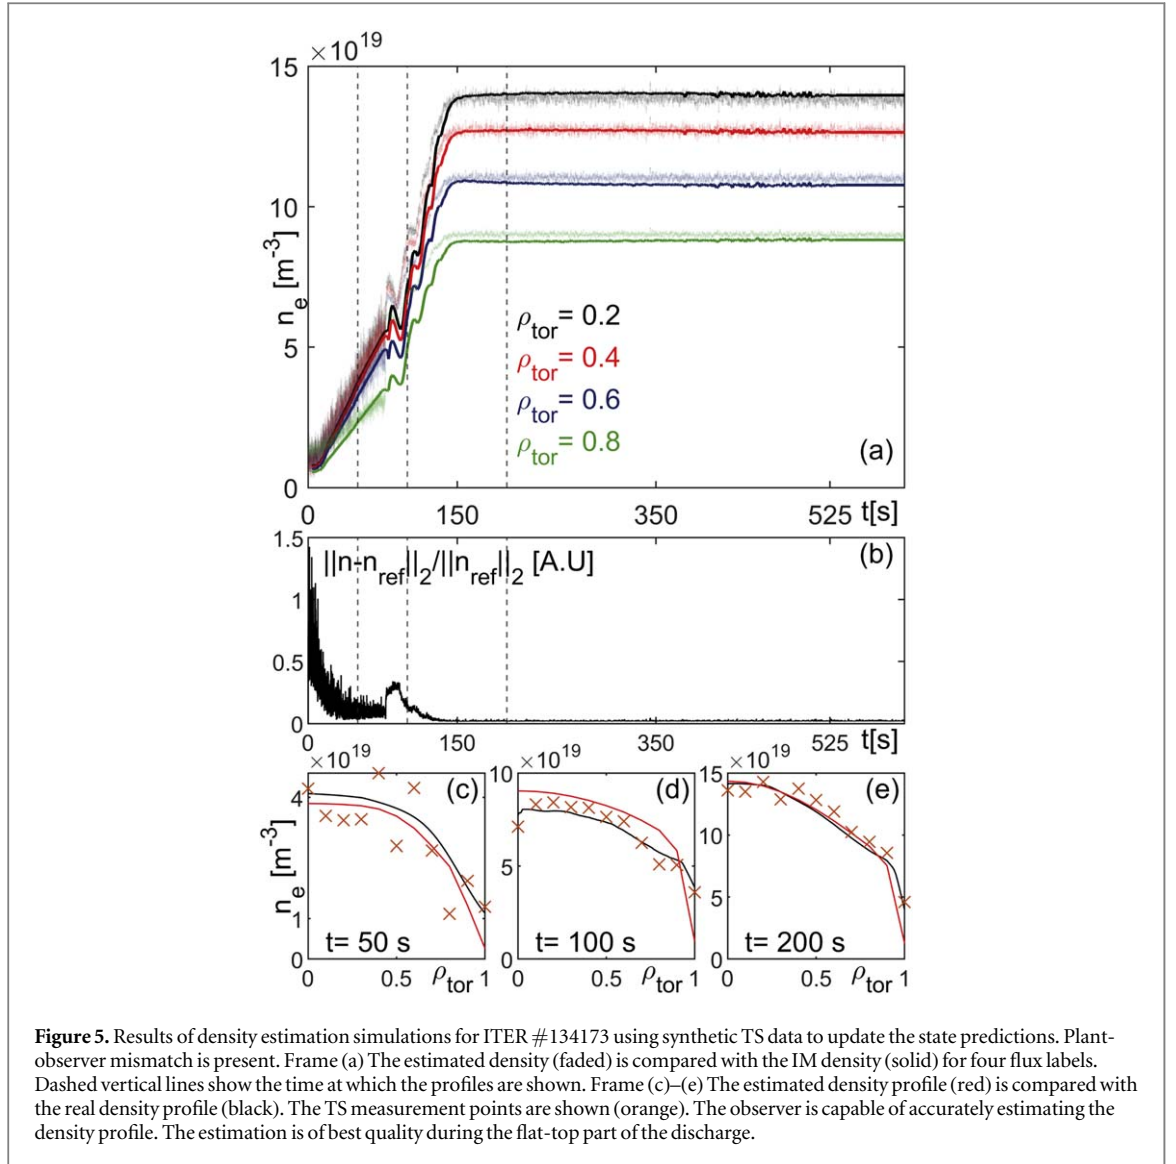 ×10^19
15
10
5
0
n_e [m^-3]
ρ_tor= 0.2
ρ_tor= 0.4
ρ_tor= 0.6
ρ_tor= 0.8
(a)
0 150 350 525 t[s]
1.5
1
0.5
0
||n-n_ref||_2/||n_ref||_2 [A.U]
(b)
0 150 350 525 t[s]
×10^19
4
1
0
n_e [m^-3]
(c)
t= 50 s
0 0.5 ρ_tor 1
×10^19
10
5
0
(d)
t= 100 s
0 0.5 ρ_tor 1
×10^19
15
10
5
0
(e)
t= 200 s
0 0.5 ρ_tor 1
Figure 5. Results of density estimation simulations for ITER #134173 using synthetic TS data to update the state predictions. Plant-
observer mismatch is present. Frame (a) The estimated density (faded) is compared with the IM density (solid) for four flux labels.
Dashed vertical lines show the time at which the profiles are shown. Frame (c)–(e) The estimated density profile (red) is compared with
the real density profile (black). The TS measurement points are shown (orange). The observer is capable of accurately estimating the
density profile. The estimation is of best quality during the flat-top part of the discharge.